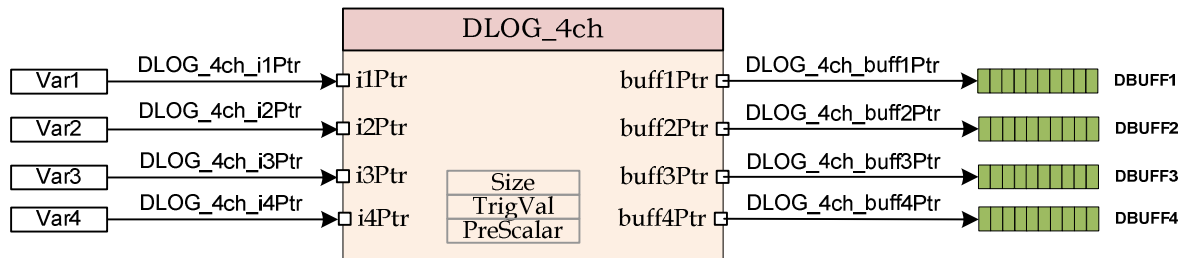 DLOG_4ch
Var1 DLOG_4ch_i1Ptr i1Ptr buff1Ptr DLOG_4ch_buff1Ptr DBUFF1
Var2 DLOG_4ch_i2Ptr i2Ptr buff2Ptr DLOG_4ch_buff2Ptr DBUFF2
Var3 DLOG_4ch_i3Ptr i3Ptr buff3Ptr DLOG_4ch_buff3Ptr DBUFF3
Size
TrigVal
Var4 DLOG_4ch_i4Ptr i4Ptr buff4Ptr DLOG_4ch_buff4Ptr DBUFF4
PreScalar